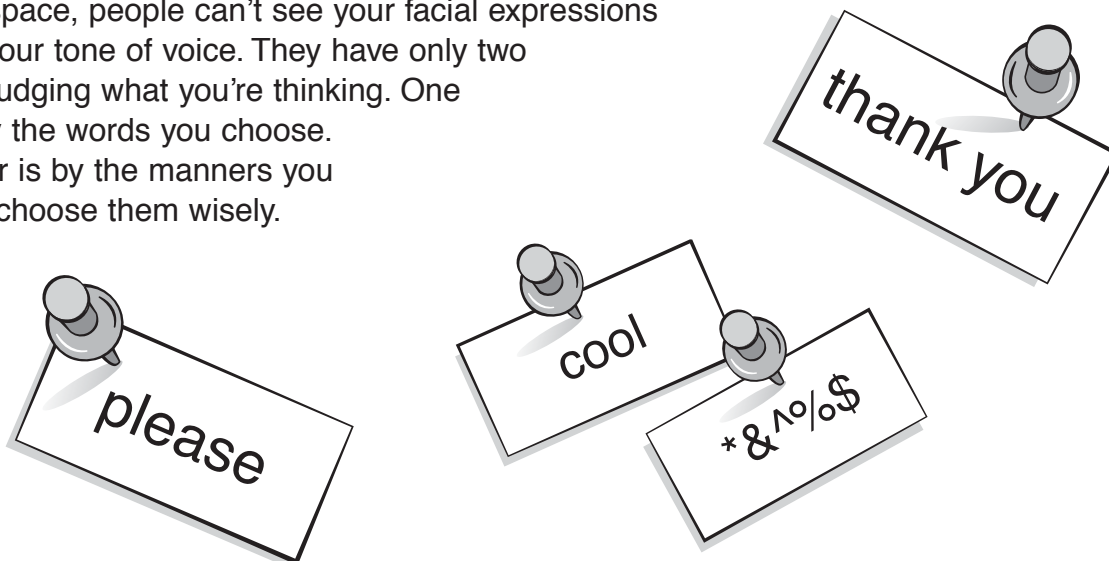 space, people can’t see your facial expressions
our tone of voice. They have only two
udging what you’re thinking. One
the words you choose.
r is by the manners you
choose them wisely.
thank you
cool
please
*&^%$